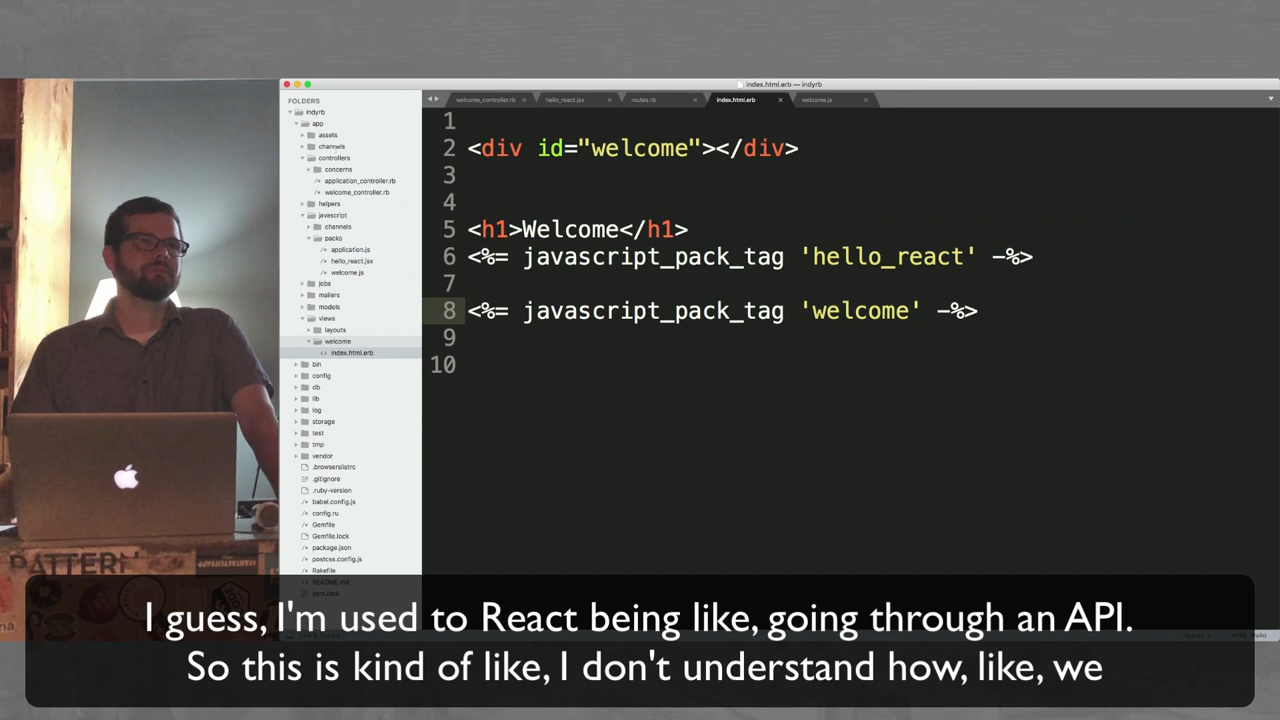 index.html.erb — indyrb
FOLDERS
indyrb
app
assets
channels
controllers
concerns
application_controller.rb
welcome_controller.rb
helpers
javascript
channels
packs
application.js
hello_react.jsx
welcome.js
jobs
mailers
models
views
layouts
welcome
index.html.erb
bin
config
db
lib
log
storage
test
tmp
vendor
.browserslistrc
.gitignore
.ruby-version
babel.config.js
config.ru
Gemfile
Gemfile.lock
package.json
postcss.config.js
Rakefile
README.md
yarn.lock
welcome_controller.rb hello_react.jsx routes.rb index.html.erb welcome.js
1
2 <div id="welcome"></div>
3
4
5 <h1>Welcome</h1>
6 <%= javascript_pack_tag 'hello_react' -%>
7
8 <%= javascript_pack_tag 'welcome' -%>
9
10
PATTERN
I guess, I'm used to React being like, going through an API.
So this is kind of like, I don't understand how, like, we